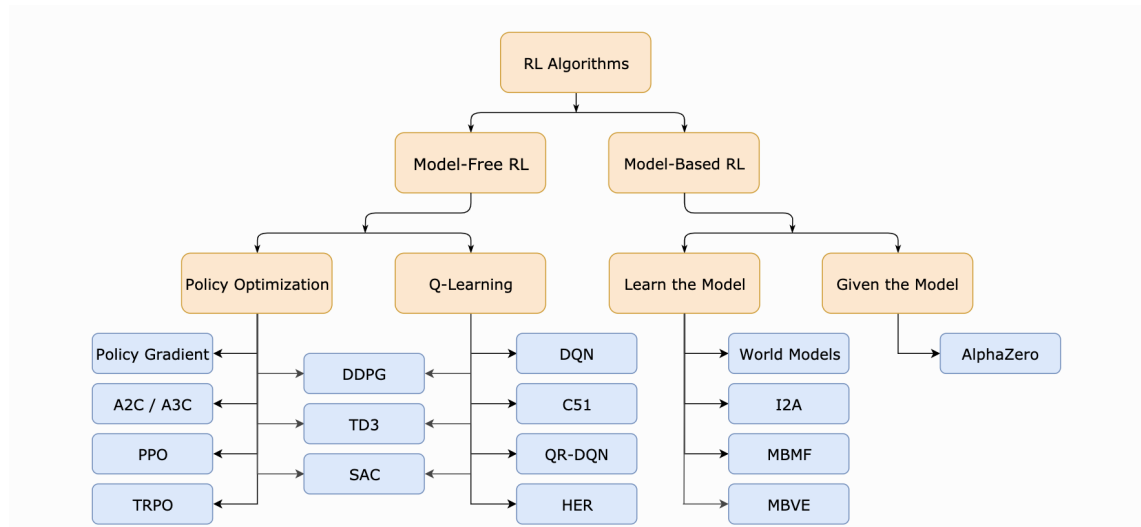 RL Algorithms
Model-Free RL
Model-Based RL
Policy Optimization
Q-Learning
Learn the Model
Given the Model
Policy Gradient
DDPG
DQN
World Models
AlphaZero
A2C / A3C
TD3
C51
I2A
PPO
SAC
QR-DQN
MBMF
TRPO
HER
MBVE